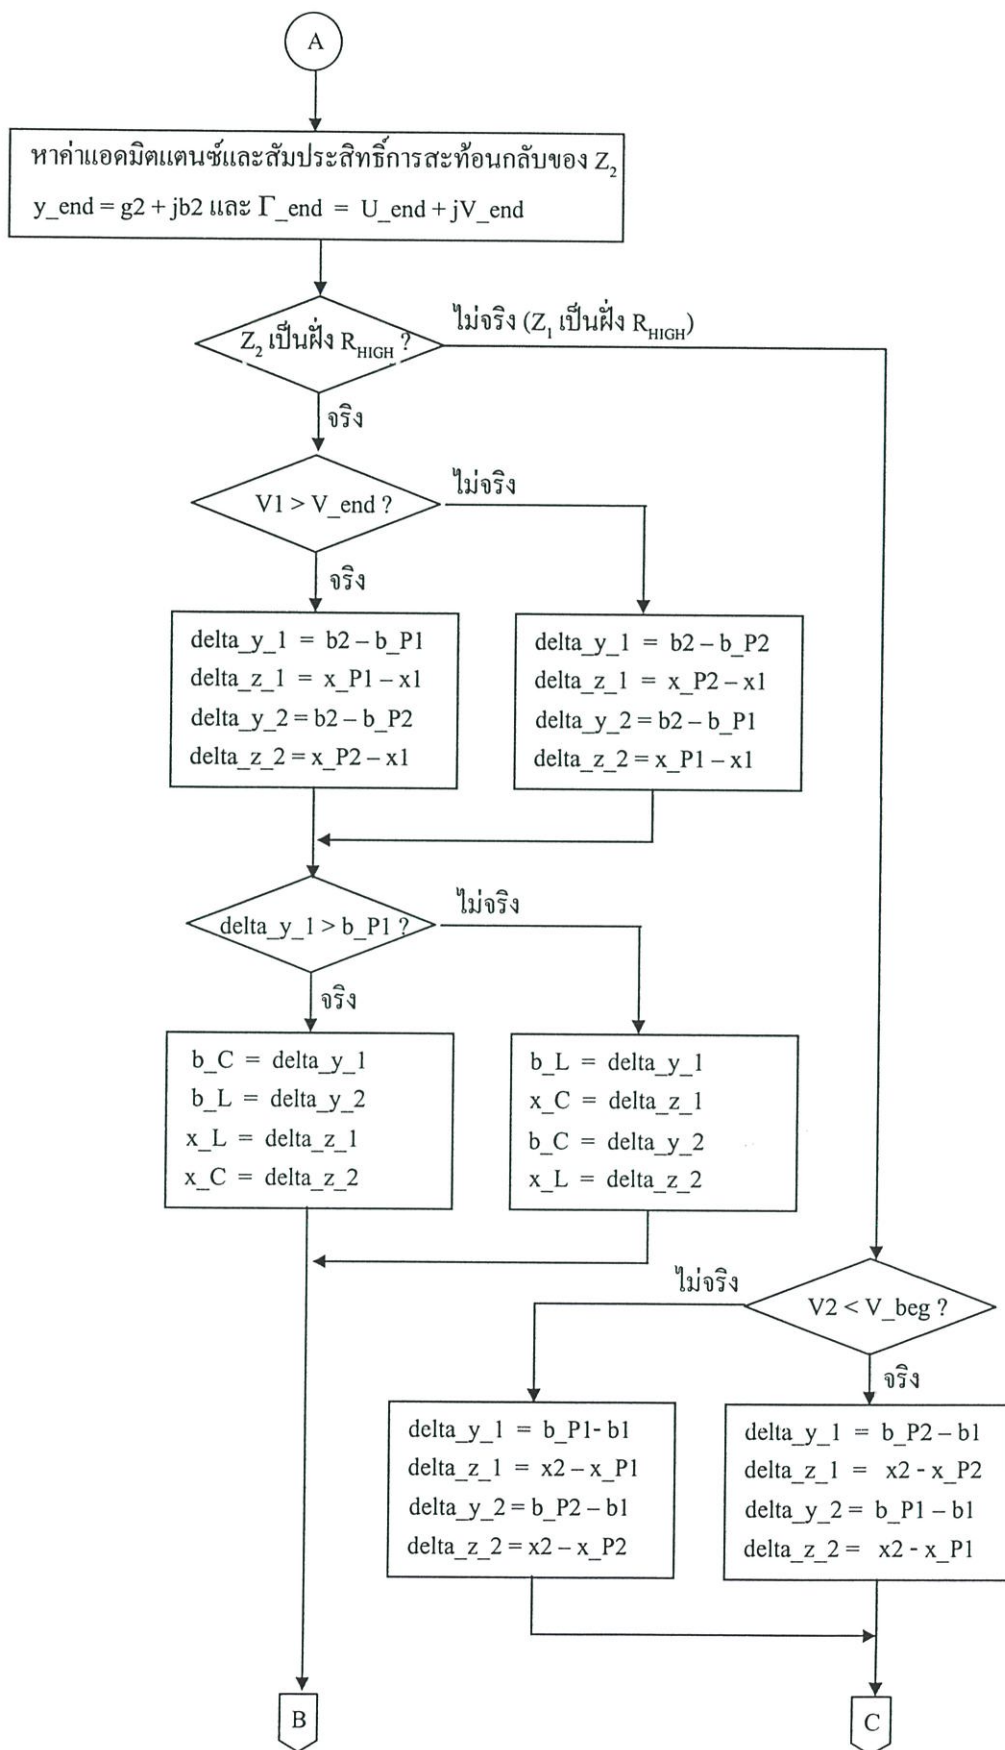 A
หาค่าแอดมิตแตนซ์และสัมประสิทธิ์การสะท้อนกลับของ Z₂
y_end = g2 + jb2 และ Γ_end = U_end + jV_end
Z₂ เป็นฝั่ง R_HIGH ?
ไม่จริง (Z₁ เป็นฝั่ง R_HIGH)
จริง
V1 > V_end ?
ไม่จริง
จริง
delta_y_1 = b2 – b_P1
delta_z_1 = x_P1 – x1
delta_y_2 = b2 – b_P2
delta_z_2 = x_P2 – x1
delta_y_1 = b2 – b_P2
delta_z_1 = x_P2 – x1
delta_y_2 = b2 – b_P1
delta_z_2 = x_P1 – x1
delta_y_1 > b_P1 ?
ไม่จริง
จริง
b_C = delta_y_1
b_L = delta_y_2
x_L = delta_z_1
x_C = delta_z_2
b_L = delta_y_1
x_C = delta_z_1
b_C = delta_y_2
x_L = delta_z_2
ไม่จริง
V2 < V_beg ?
จริง
delta_y_1 = b_P1- b1
delta_z_1 = x2 – x_P1
delta_y_2 = b_P2 – b1
delta_z_2 = x2 – x_P2
delta_y_1 = b_P2 – b1
delta_z_1 = x2 - x_P2
delta_y_2 = b_P1 – b1
delta_z_2 = x2 - x_P1
B
C